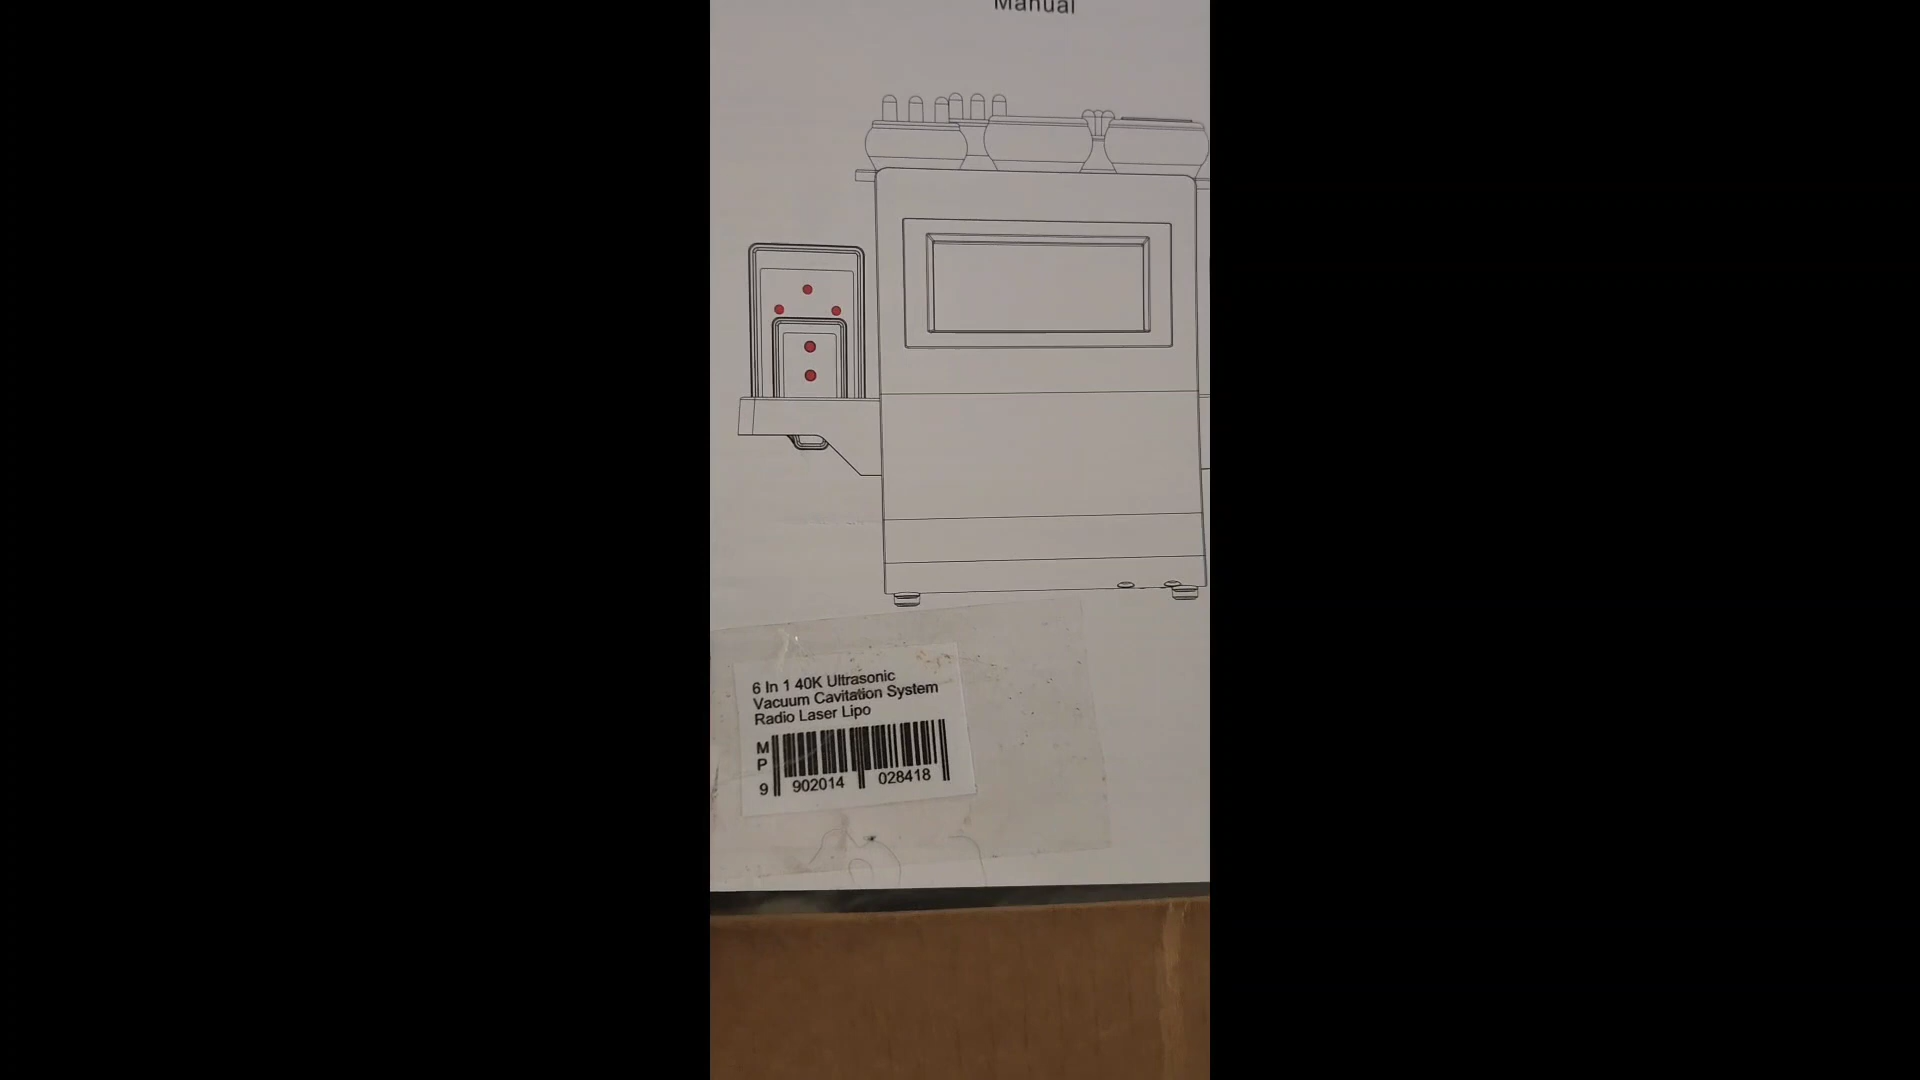 Manual
6 In 1 40K Ultrasonic
Vacuum Cavitation System
Radio Laser Lipo
M
P
9 902014 028418